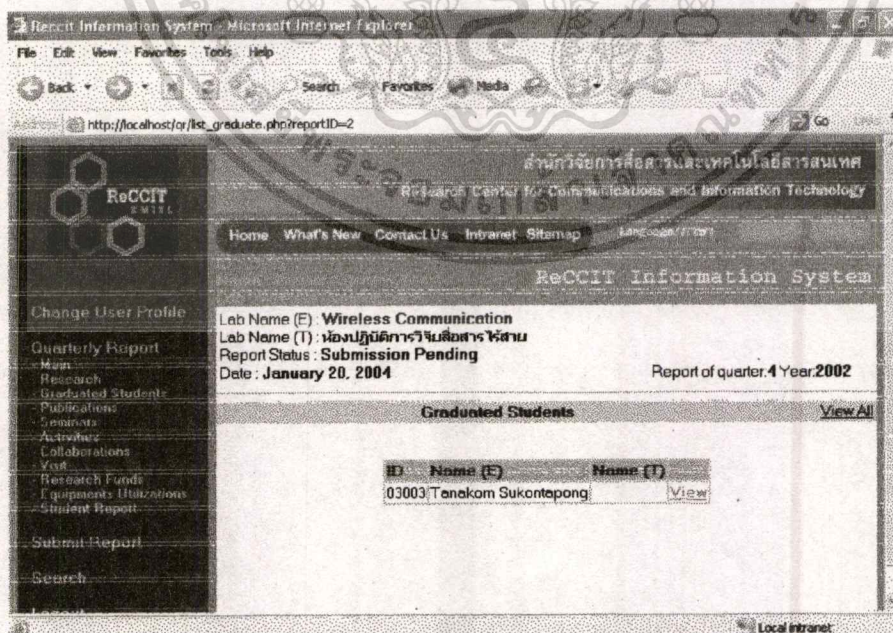 Reccit Information System - Microsoft Internet Explorer
File Edit View Favorites Tools Help
Back Search Favorites Media
Address http://localhost/qr/list_graduate.php?reportID=2 Go
ReCCIT
KMITL
สำนักวิจัยการสื่อสารและเทคโนโลยีสารสนเทศ
Research Center for Communications and Information Technology
Home What's New Contact Us Intranet Sitemap
ReCCIT Information System
Change User Profile
Quarterly Report
Main
Research
Graduated Students
Publications
Seminars
Activities
Collaborations
Visit
Research Funds
Equipments Utilizations
Student Report
Submit Report
Search
Logout
Lab Name (E) : Wireless Communication
Lab Name (T) : ห้องปฏิบัติการวิจัยสื่อสารไร้สาย
Report Status : Submission Pending
Date : January 20, 2004 Report of quarter:4 Year:2002
Graduated Students View All
ID Name (E) Name (T)
03003 Tanakom Sukontapong View
Local intranet